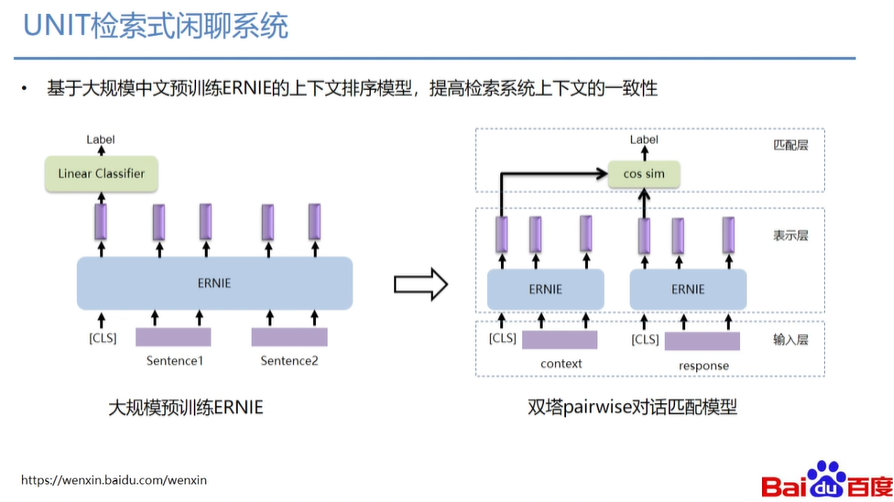 UNIT检索式闲聊系统
• 基于大规模中文预训练ERNIE的上下文排序模型，提高检索系统上下文的一致性
Label
Linear Classifier
ERNIE
[CLS]
Sentence1
Sentence2
大规模预训练ERNIE
Label
匹配层
cos sim
表示层
ERNIE
ERNIE
[CLS]
[CLS]
输入层
context
response
双塔pairwise对话匹配模型
https://wenxin.baidu.com/wenxin
Bai du 百度